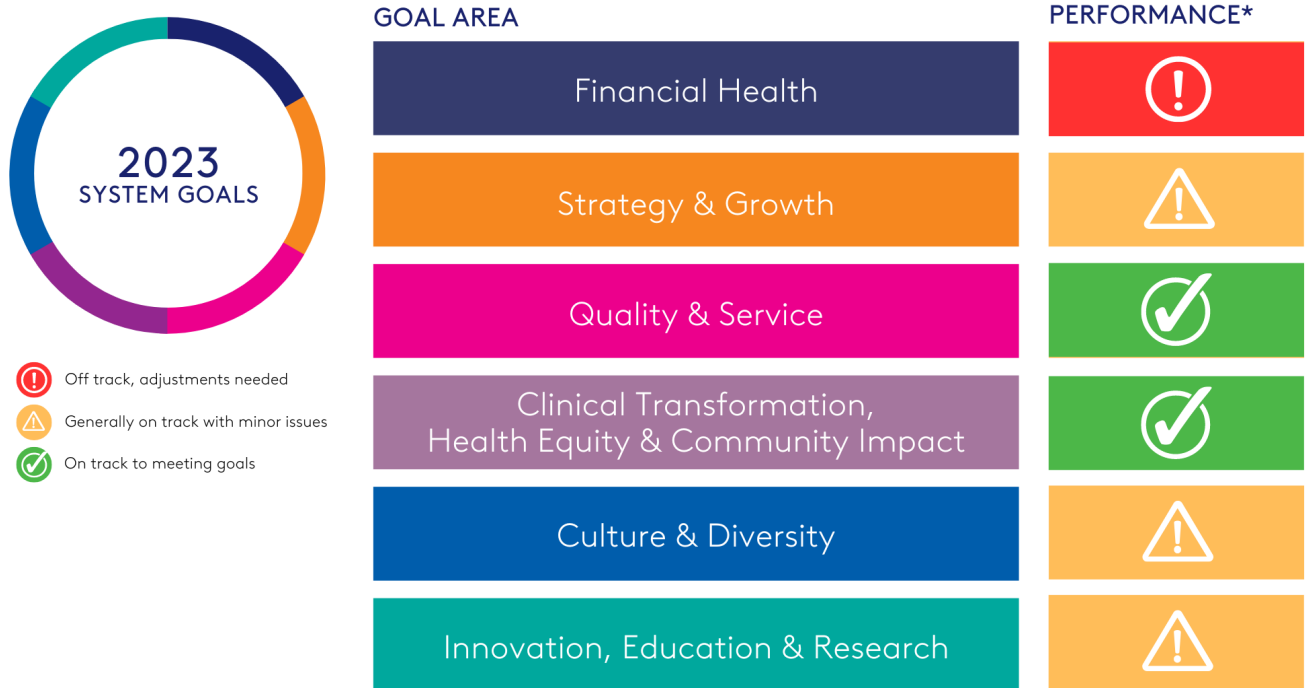 2023
SYSTEM GOALS
Off track, adjustments needed
Generally on track with minor issues
On track to meeting goals
GOAL AREA
PERFORMANCE*
Financial Health
Strategy & Growth
Quality & Service
Clinical Transformation,
Health Equity & Community Impact
Culture & Diversity
Innovation, Education & Research